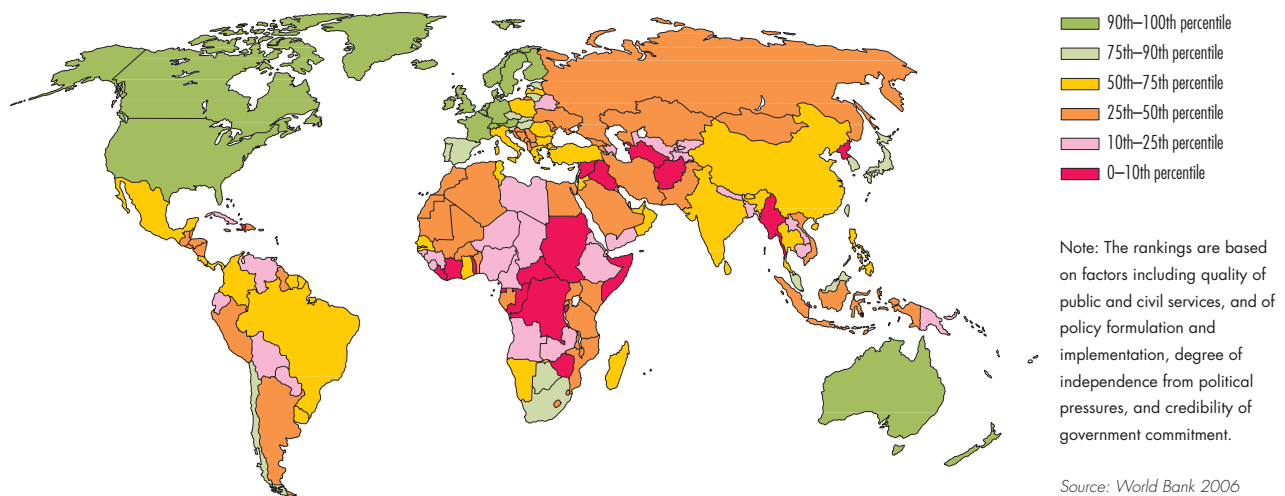 90th–100th percentile
75th–90th percentile
50th–75th percentile
25th–50th percentile
10th–25th percentile
0–10th percentile
Note: The rankings are based
on factors including quality of
public and civil services, and of
policy formulation and
implementation, degree of
independence from political
pressures, and credibility of
government commitment.
Source: World Bank 2006